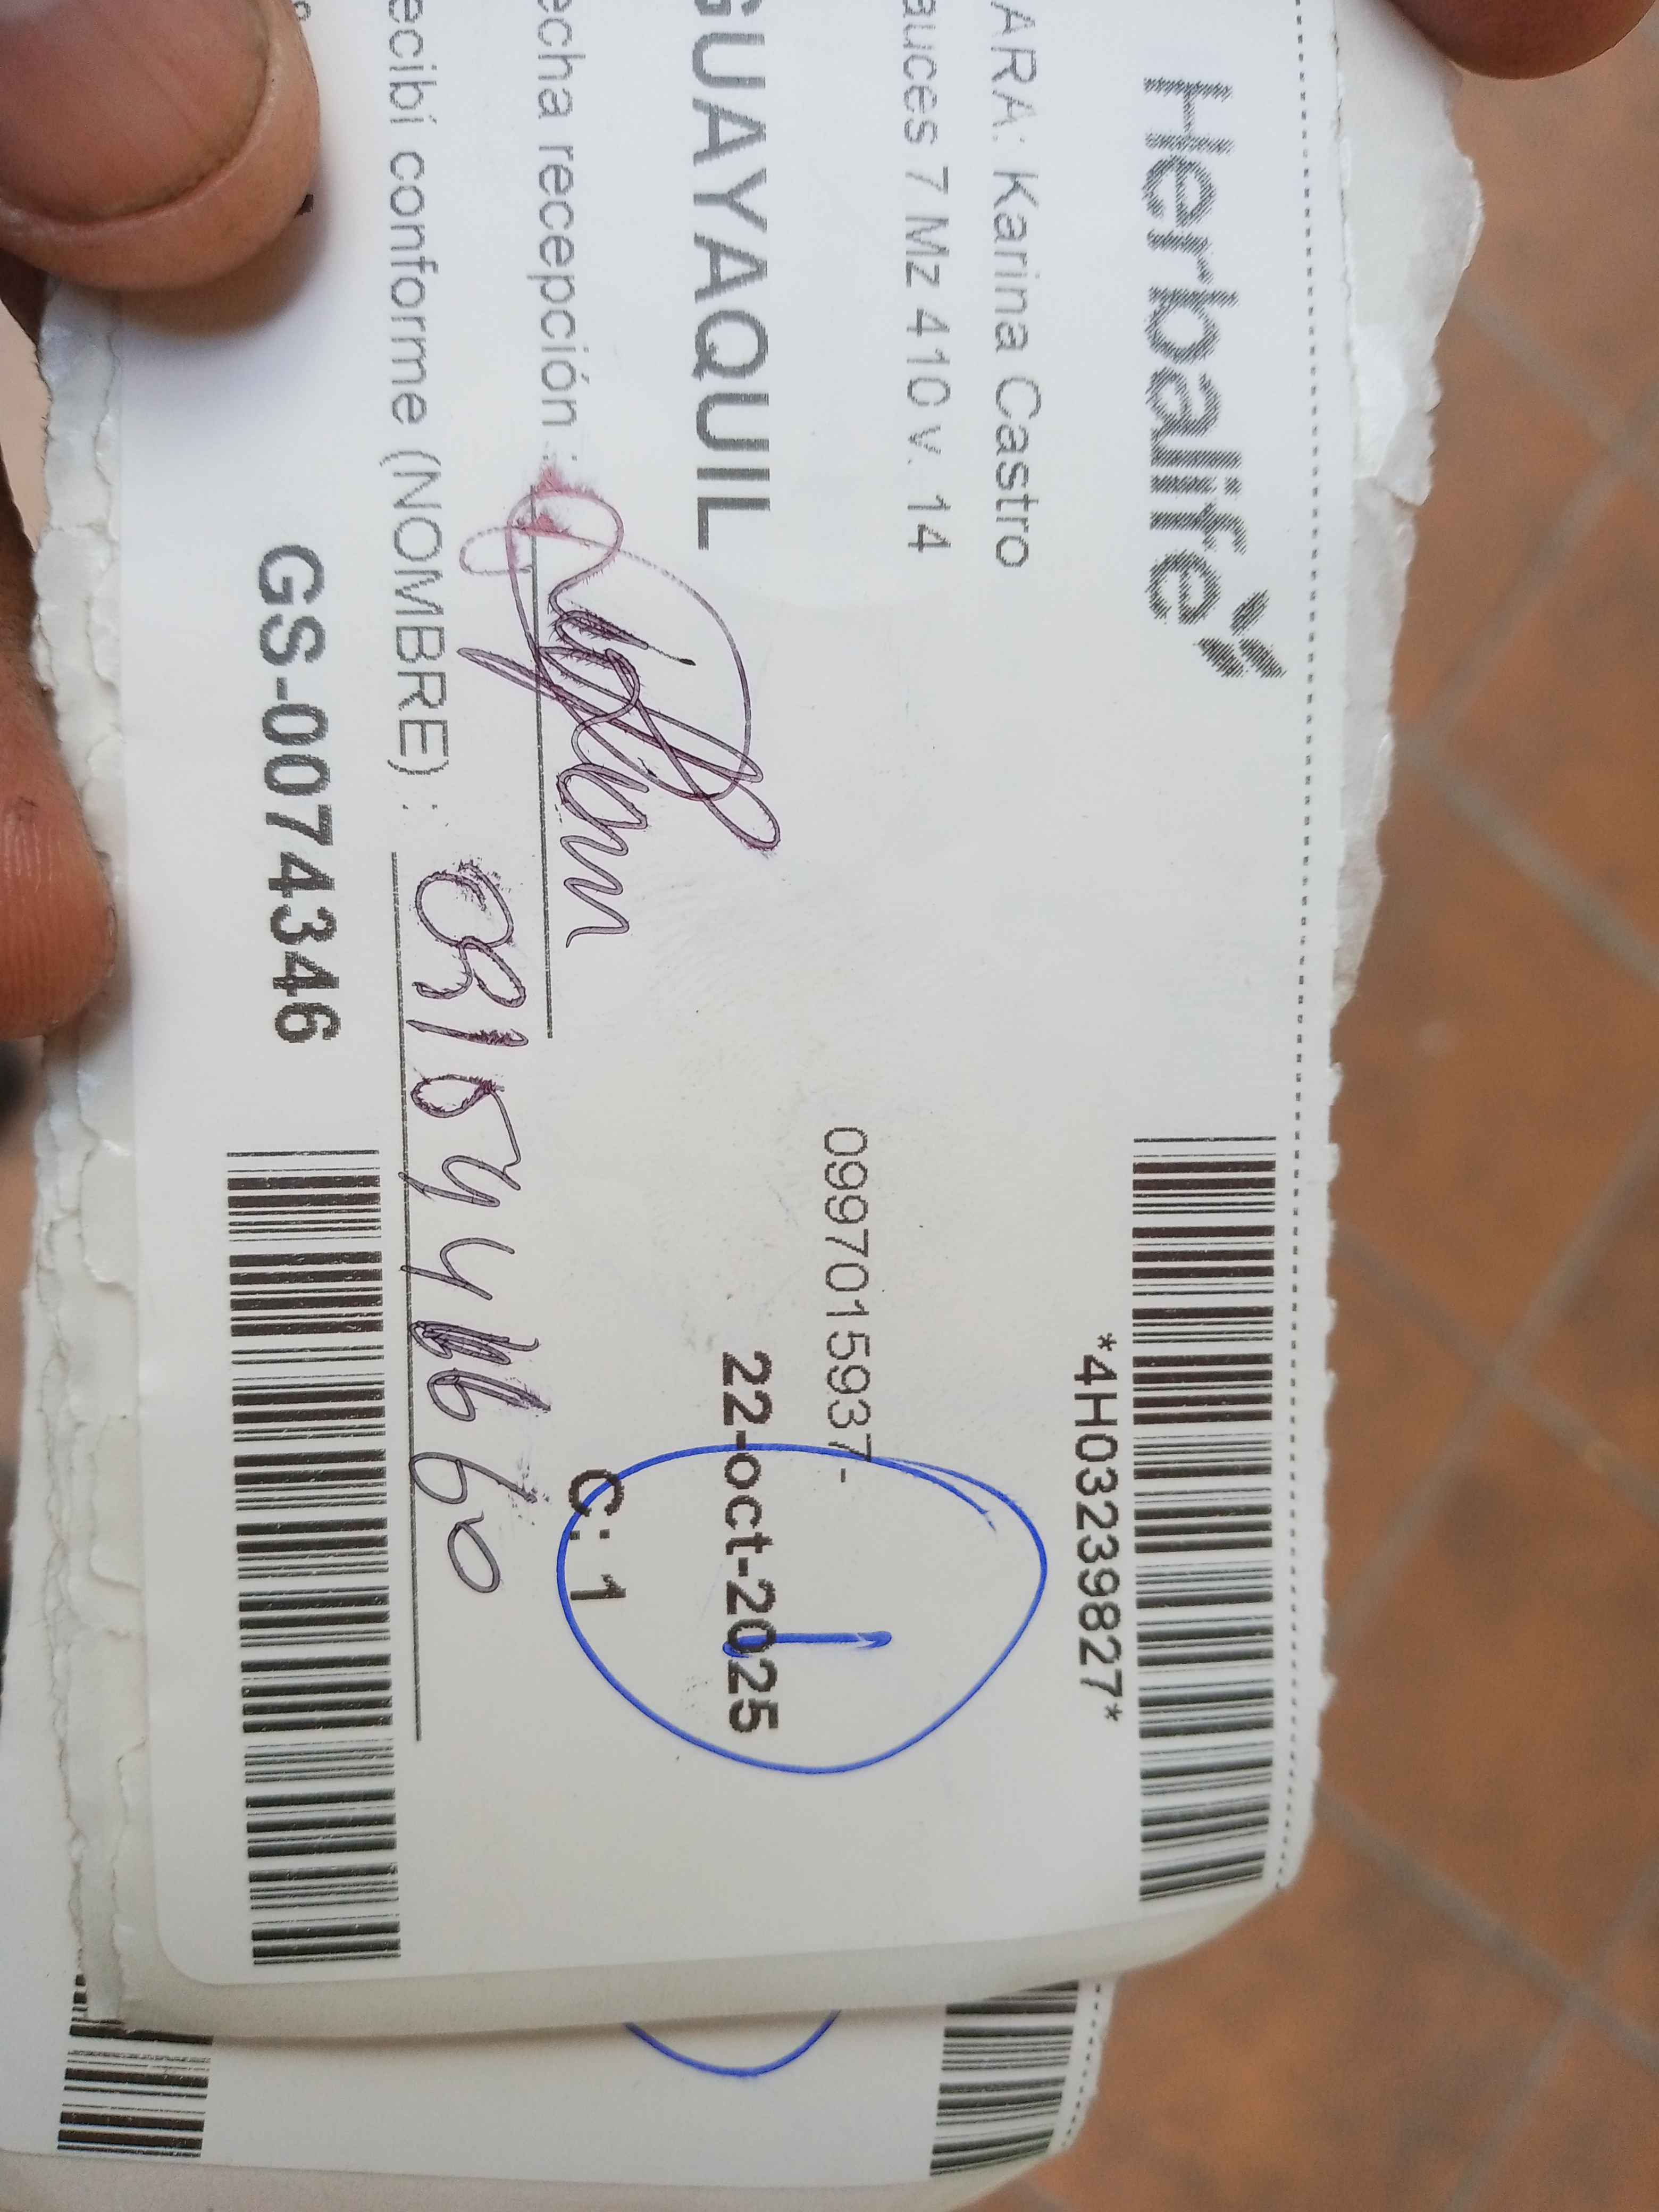 Herbalife
*4H03239827*
ARA: Karina Castro
auces 7 Mz 410 v. 14
0997015937-
GUAYAQUIL
22-oct-2025
1
echa recepción :
C: 1
ecibí conforme (NOMBRE) :
GS-0074346